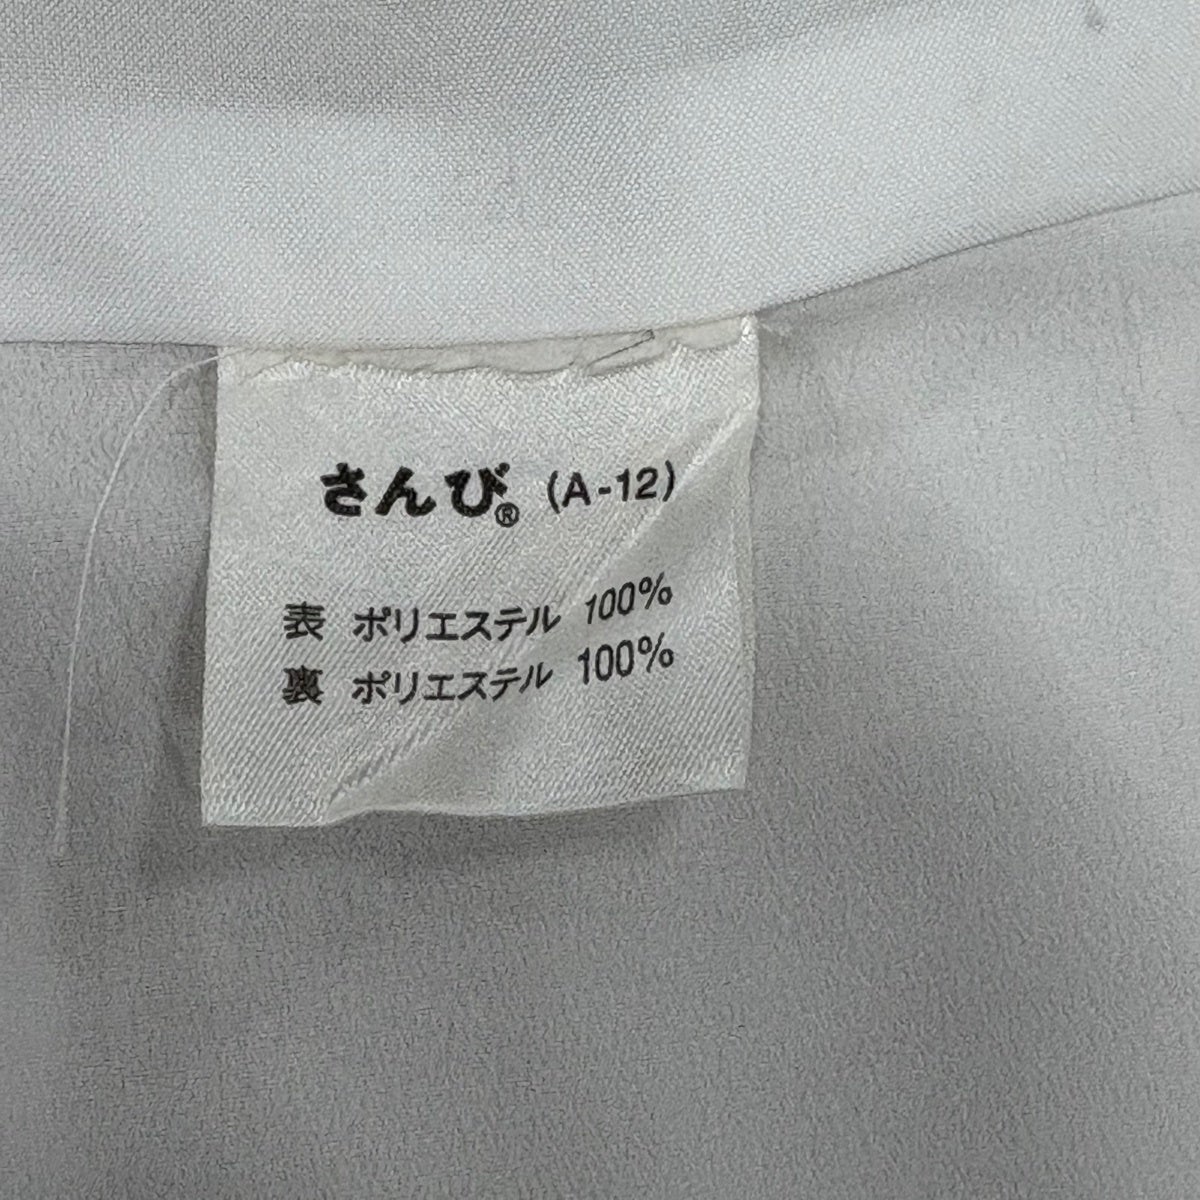 さんび® (A-12)
表 ポリエステル 100%
裏 ポリエステル 100%